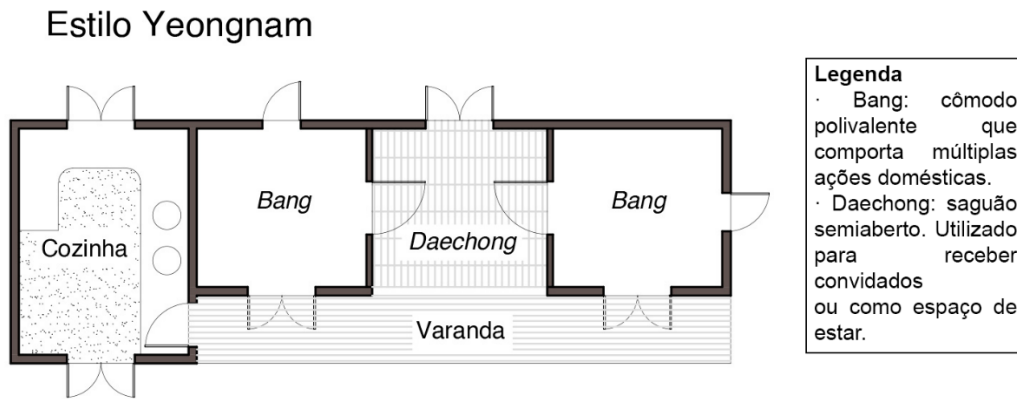 Estilo Yeongnam
Cozinha
Bang
Daechong
Bang
Varanda
Legenda
· Bang: cômodo
polivalente que
comporta múltiplas
ações domésticas.
· Daechong: saguão
semiaberto. Utilizado
para receber
convidados
ou como espaço de
estar.